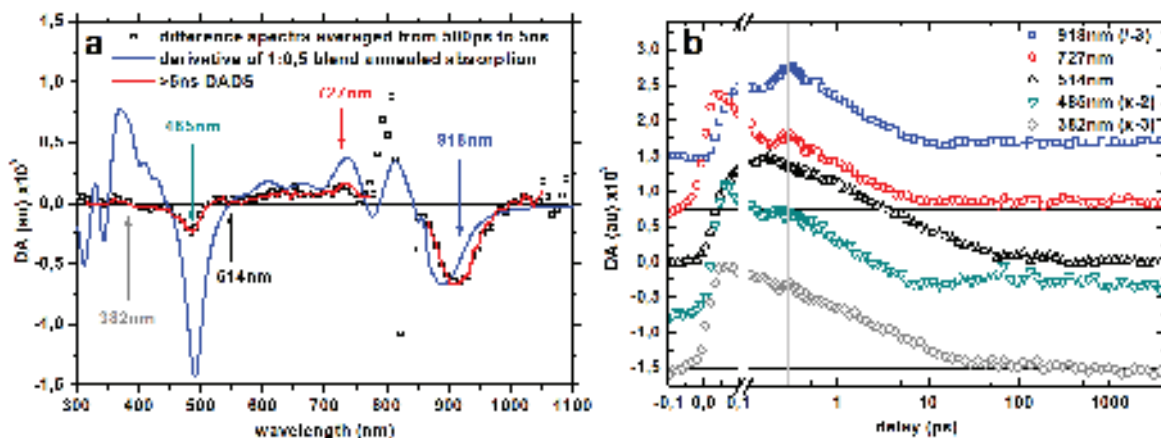 a
difference spectra averaged from 500ps to 5ns
derivative of 1:0,5 blend annealed absorption
>5ns DADS
727nm
465nm
918nm
614nm
382nm
DA [au] x10³
1,5
1,0
0,5
0,0
-0,5
-1,0
-1,5
300 400 500 600 700 800 900 1000 1100
wavelength (nm)
b
918nm (/-3)
727nm
514nm
485nm (x-2)
382nm (x-3)
DA (au) x10³
3,0
2,5
2,0
1,5
1,0
0,5
0,0
-0,5
-1,0
-1,5
-0,1 0,0 0,1 1 10 100 1000
delay (ps)